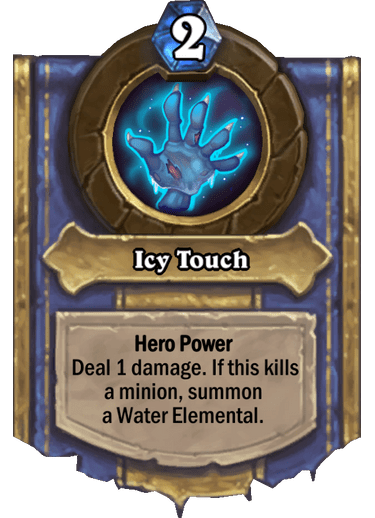 2
Icy Touch
Hero Power
Deal 1 damage. If this kills
a minion, summon
a Water Elemental.